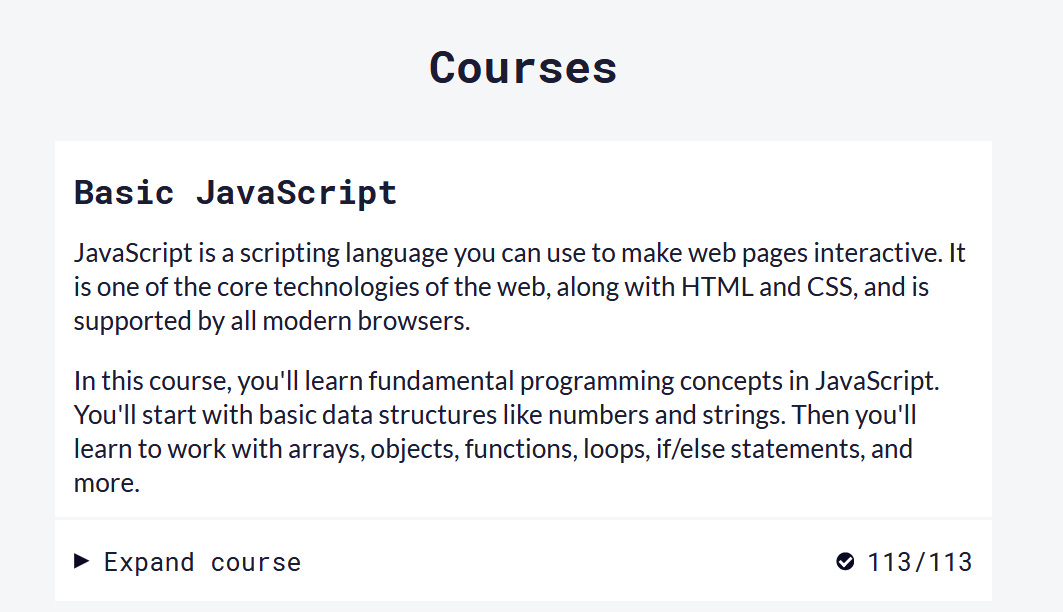 Courses
Basic JavaScript
JavaScript is a scripting language you can use to make web pages interactive. It
is one of the core technologies of the web, along with HTML and CSS, and is
supported by all modern browsers.
In this course, you'll learn fundamental programming concepts in JavaScript.
You'll start with basic data structures like numbers and strings. Then you'll
learn to work with arrays, objects, functions, loops, if/else statements, and
more.
Expand course 113/113